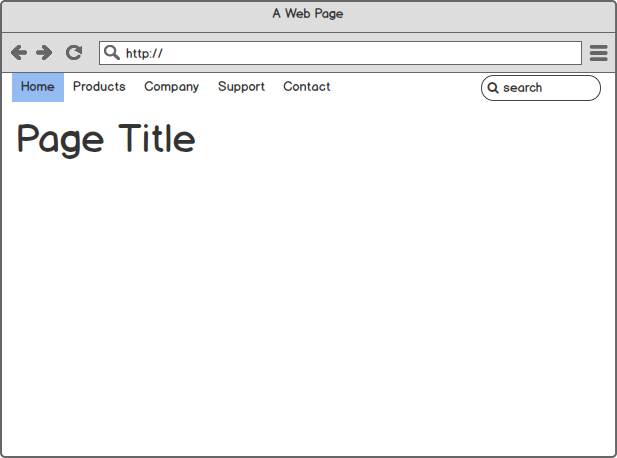 A Web Page
http://
Home Products Company Support Contact search
Page Title